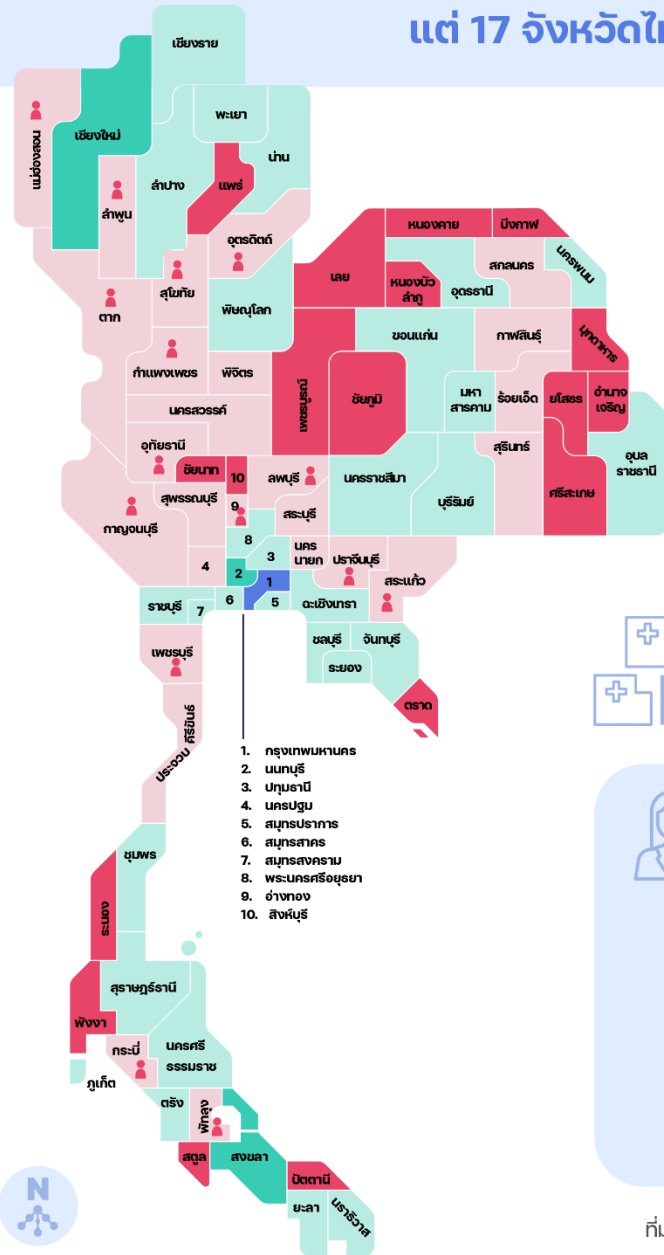 แต่ 17 จังหวัดไ
เชียงราย
พะเยา
เชียงใหม่
แม่ฮ่องสอน
น่าน
ลำปาง
แพร่
ลำพูน
อุตรดิตถ์
หนองคาย
บึงกาฬ
นครพนม
สกลนคร
เลย
หนองบัว
ลำภู
อุดรธานี
สุโขทัย
พิษณุโลก
ตาก
ขอนแก่น
กาฬสินธุ์
มุกดาหาร
กำแพงเพชร
พิจิตร
เพชรบูรณ์
ชัยภูมิ
มหา
สารคาม
ร้อยเอ็ด
ยโสธร
อำนาจ
เจริญ
นครสวรรค์
อุทัยธานี
สุรินทร์
อุบล
ราชธานี
ชัยนาท
10
ลพบุรี
นครราชสีมา
บุรีรัมย์
ศรีสะเกษ
สุพรรณบุรี
9
สระบุรี
กาญจนบุรี
8
นคร
นายก
ปราจีนบุรี
4
2
3
1
สระแก้ว
ราชบุรี
7
6
5
ฉะเชิงเทรา
ชลบุรี
จันทบุรี
เพชรบุรี
ระยอง
ตราด
ประจวบ
คีรีขันธ์
1. กรุงเทพมหานคร
2. นนทบุรี
3. ปทุมธานี
4. นครปฐม
5. สมุทรปราการ
6. สมุทรสาคร
7. สมุทรสงคราม
8. พระนครศรีอยุธยา
9. อ่างทอง
10. สิงห์บุรี
ชุมพร
ระนอง
สุราษฎร์ธานี
พังงา
กระบี่
นครศรี
ธรรมราช
ภูเก็ต
ตรัง
พัทลุง
สตูล
สงขลา
ปัตตานี
ยะลา
นราธิวาส
N
ที่ม